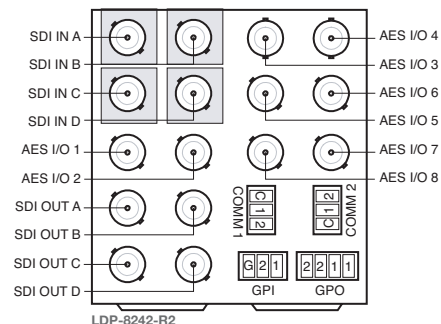 SDI IN A
SDI IN B
SDI IN C
SDI IN D
AES I/O 1
AES I/O 2
SDI OUT A
SDI OUT B
SDI OUT C
SDI OUT D
AES I/O 4
AES I/O 3
AES I/O 6
AES I/O 5
AES I/O 7
AES I/O 8
COMM 1
C 1 2
C 1 2
COMM 2
G 2 1
2 2 1 1
GPI
GPO
LDP-8242-R2